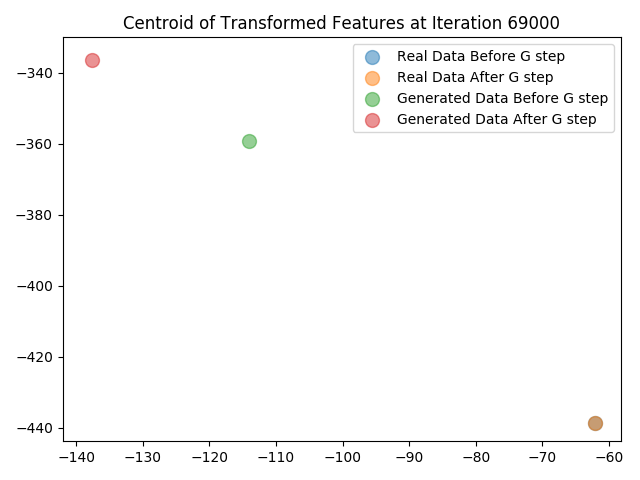 Centroid of Transformed Features at Iteration 69000
Real Data Before G step
Real Data After G step
Generated Data Before G step
Generated Data After G step
−340
−360
−380
−400
−420
−440
−140 −130 −120 −110 −100 −90 −80 −70 −60